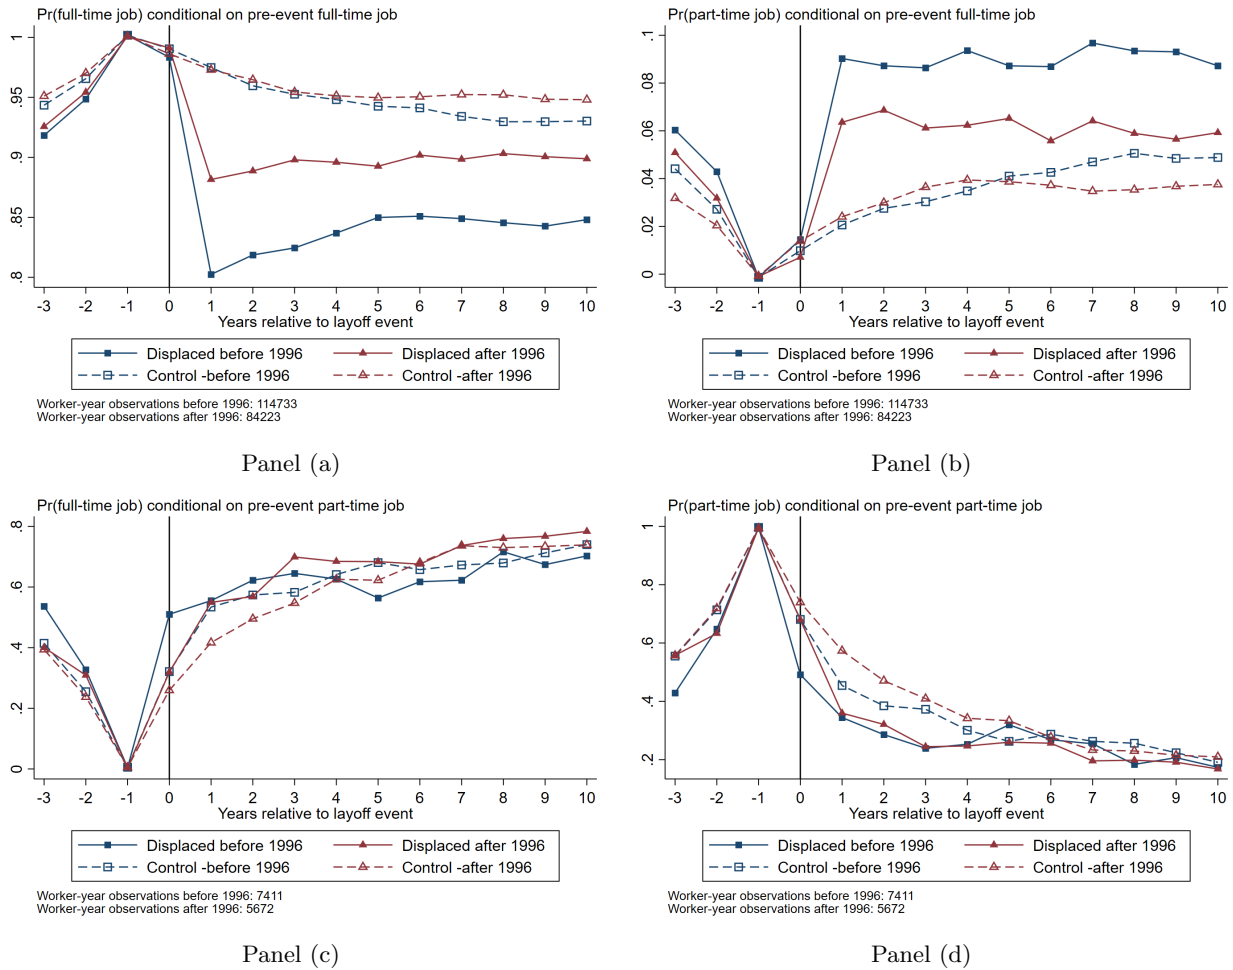 Pr(full-time job) conditional on pre-event full-time job
1
.95
.9
.85
.8
-3 -2 -1 0 1 2 3 4 5 6 7 8 9 10
Years relative to layoff event
Displaced before 1996 Displaced after 1996
Control -before 1996 Control -after 1996
Worker-year observations before 1996: 114733
Worker-year observations after 1996: 84223
Panel (a)
Pr(part-time job) conditional on pre-event full-time job
.1
.08
.06
.04
.02
0
-3 -2 -1 0 1 2 3 4 5 6 7 8 9 10
Years relative to layoff event
Displaced before 1996 Displaced after 1996
Control -before 1996 Control -after 1996
Worker-year observations before 1996: 114733
Worker-year observations after 1996: 84223
Panel (b)
Pr(full-time job) conditional on pre-event part-time job
.8
.6
.4
.2
0
-3 -2 -1 0 1 2 3 4 5 6 7 8 9 10
Years relative to layoff event
Displaced before 1996 Displaced after 1996
Control -before 1996 Control -after 1996
Worker-year observations before 1996: 7411
Worker-year observations after 1996: 5672
Panel (c)
Pr(part-time job) conditional on pre-event part-time job
1
.8
.6
.4
.2
-3 -2 -1 0 1 2 3 4 5 6 7 8 9 10
Years relative to layoff event
Displaced before 1996 Displaced after 1996
Control -before 1996 Control -after 1996
Worker-year observations before 1996: 7411
Worker-year observations after 1996: 5672
Panel (d)